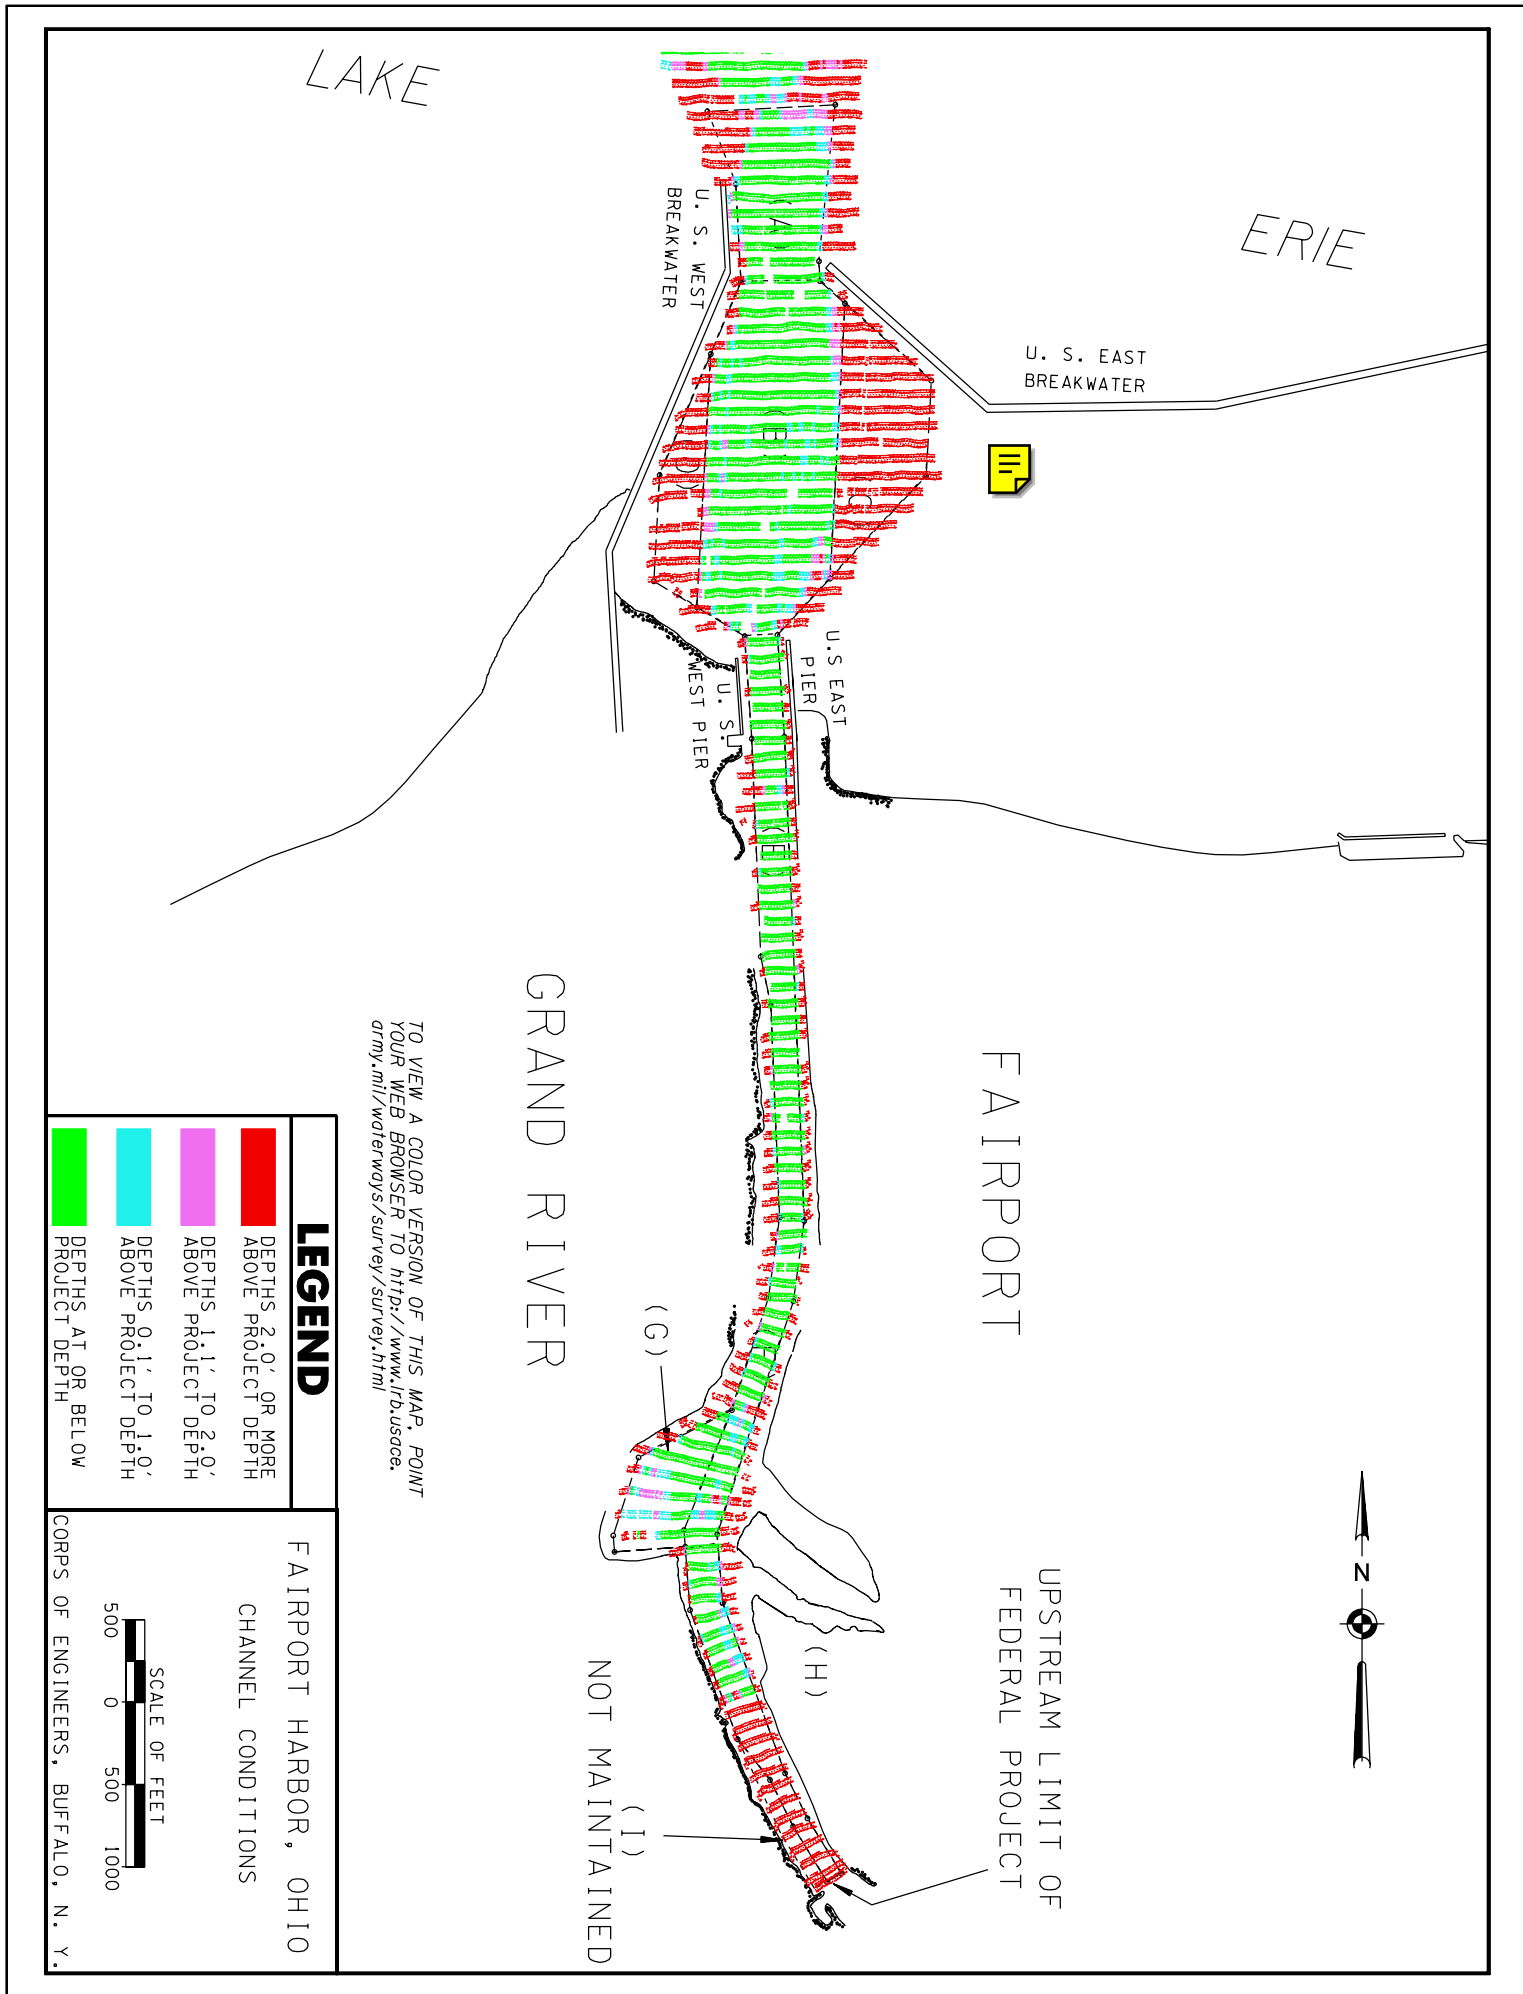 LAKE
ERIE
U. S. WEST
BREAKWATER
(A)
U. S. EAST
BREAKWATER
(B)
(C)
(D)
U.S EAST
PIER
U. S.
WEST PIER
(E)
GRAND RIVER
FAIRPORT
TO VIEW A COLOR VERSION OF THIS MAP, POINT
YOUR WEB BROWSER TO http://www.lrb.usace.
army.mil/waterways/survey/survey.html
(G)
(H)
UPSTREAM LIMIT OF
FEDERAL PROJECT
(I)
NOT MAINTAINED
N
LEGEND
DEPTHS 2.0' OR MORE
ABOVE PROJECT DEPTH
DEPTHS 1.1' TO 2.0'
ABOVE PROJECT DEPTH
DEPTHS 0.1' TO 1.0'
ABOVE PROJECT DEPTH
DEPTHS AT OR BELOW
PROJECT DEPTH
FAIRPORT HARBOR, OHIO
CHANNEL CONDITIONS
SCALE OF FEET
500 0 500 1000
CORPS OF ENGINEERS, BUFFALO, N. Y.